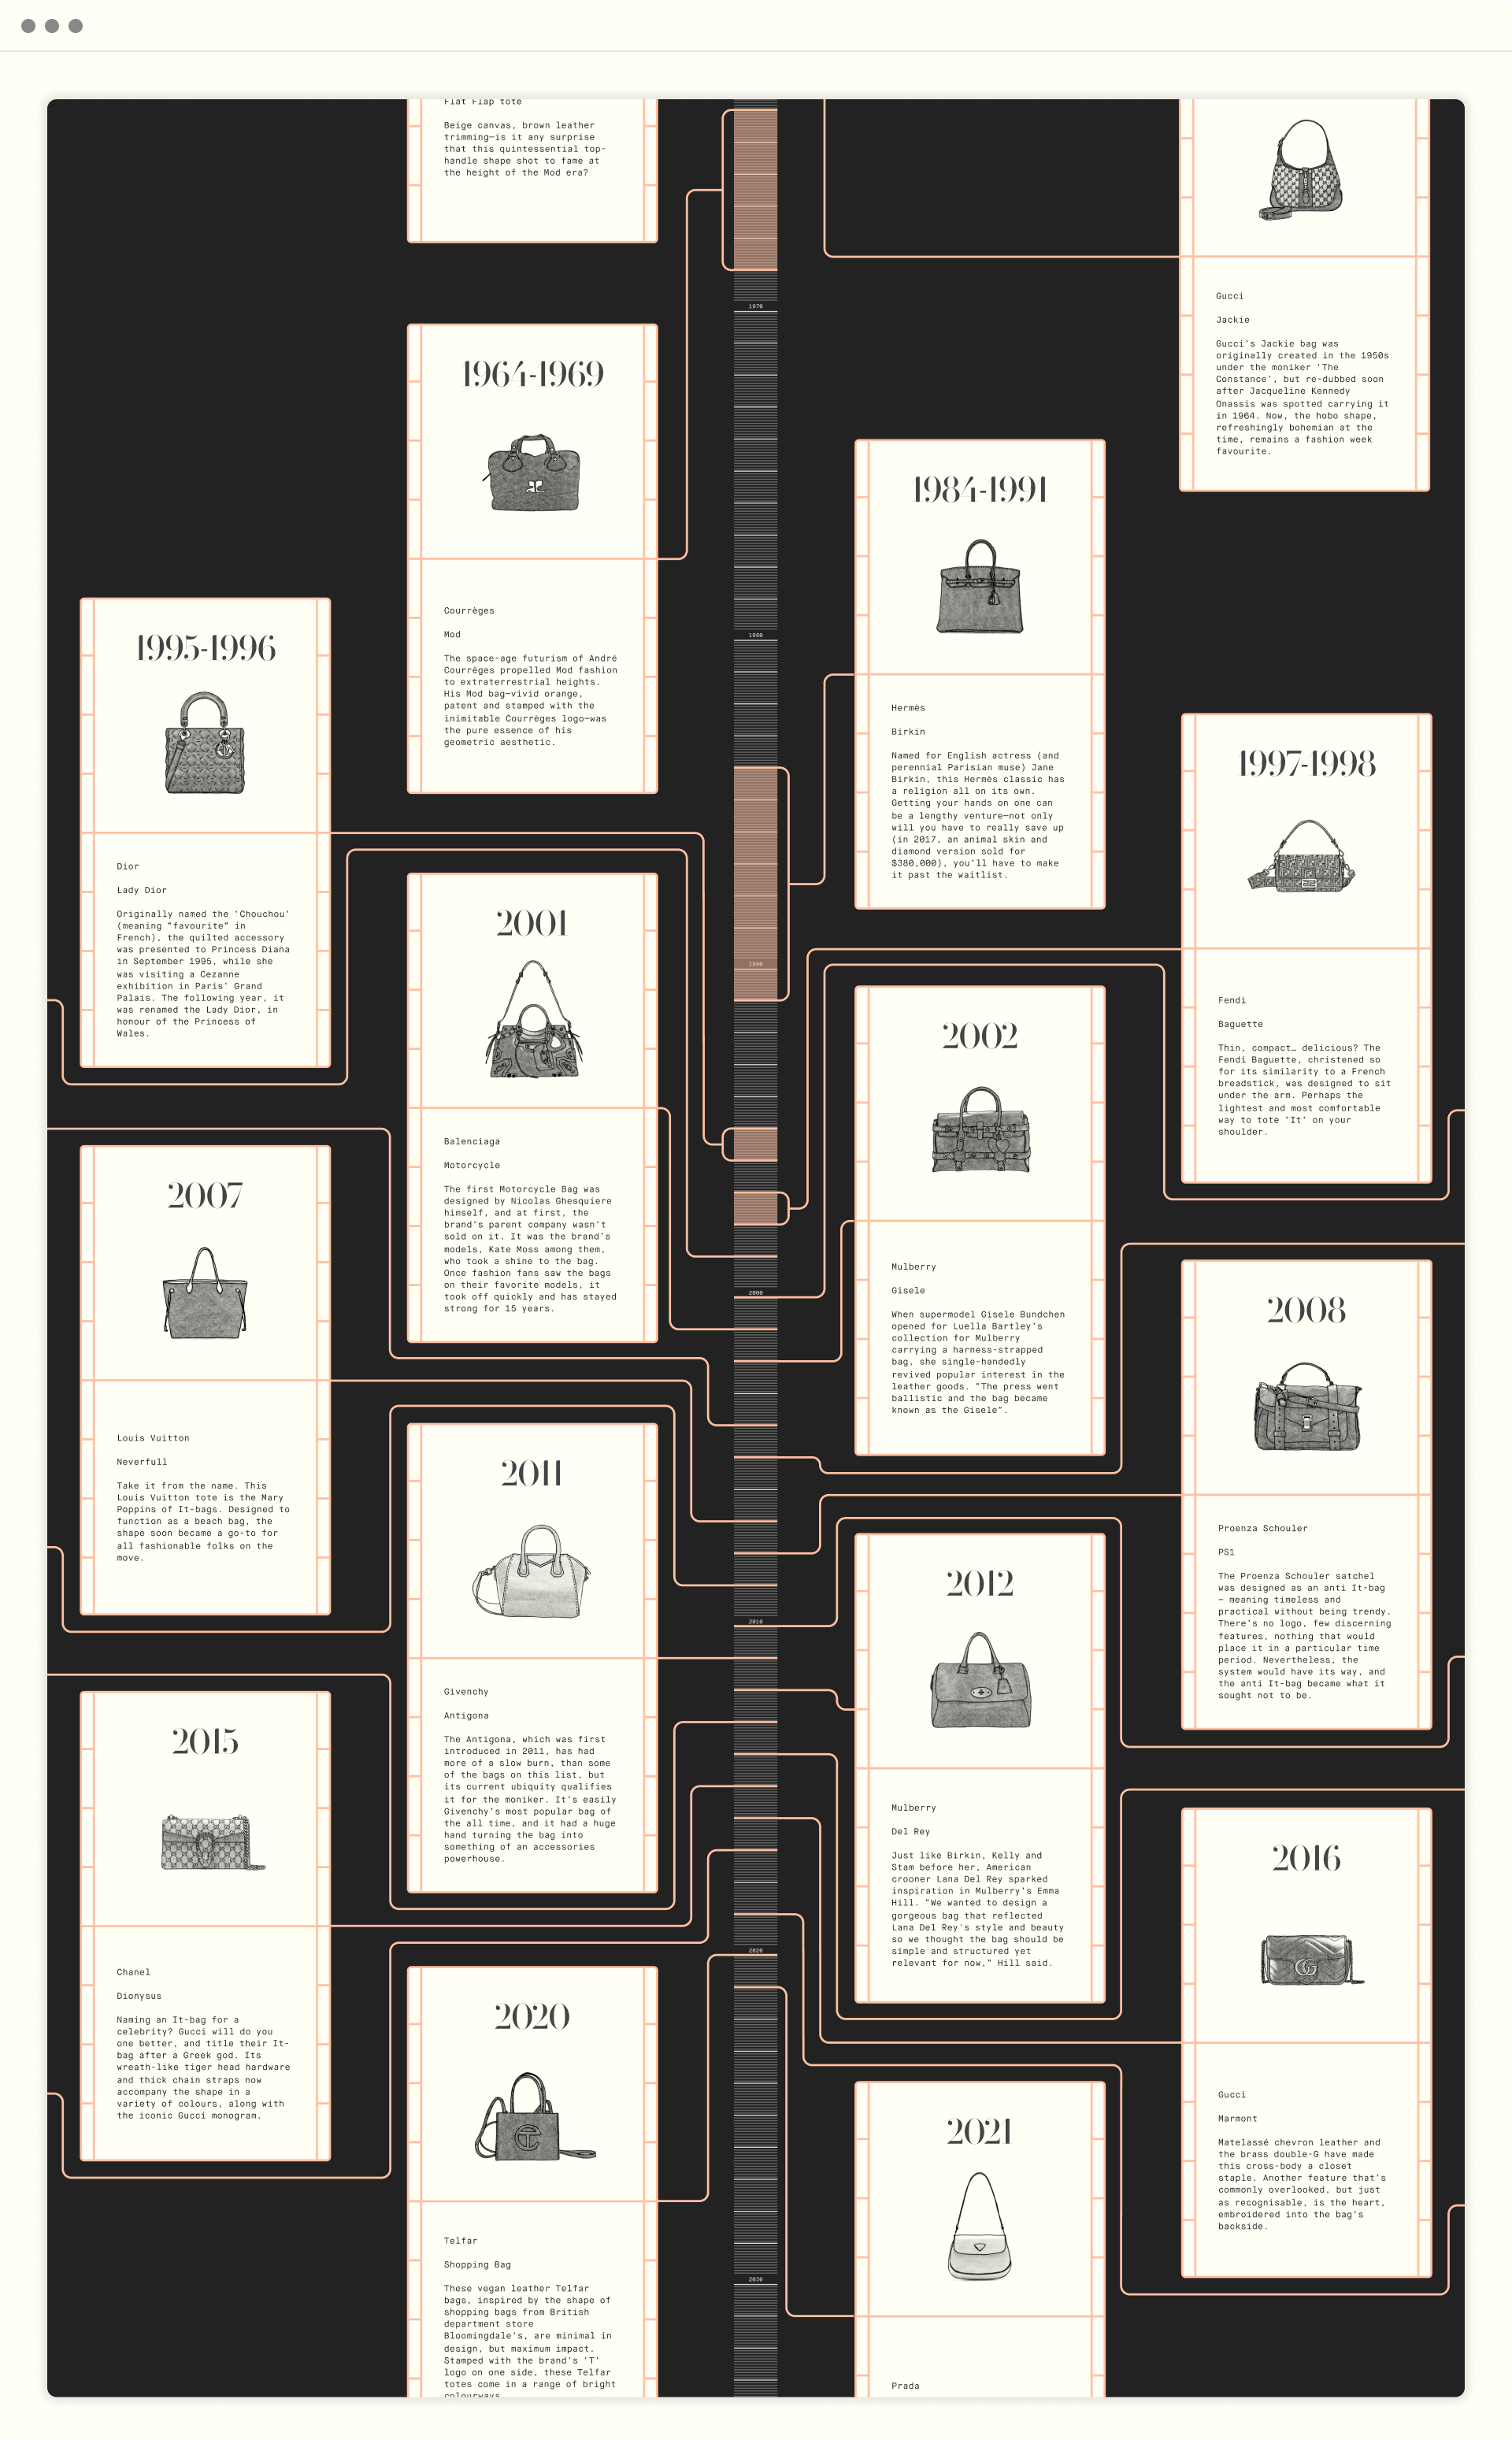 Flat Flap tote
Beige canvas, brown leather
trimming—is it any surprise
that this quintessential top-
handle shape shot to fame at
the height of the Mod era?
Gucci
Jackie
Gucci's Jackie bag was
originally created in the 1950s
under the moniker 'The
Constance', but re-dubbed soon
after Jacqueline Kennedy
Onassis was spotted carrying it
in 1964. Now, the hobo shape,
refreshingly bohemian at the
time, remains a fashion week
favourite.
1970
1964-1969
Courrèges
Mod
The space-age futurism of André
Courrèges propelled Mod fashion
to extraterrestrial heights.
His Mod bag—vivid orange,
patent and stamped with the
inimitable Courrèges logo—was
the pure essence of his
geometric aesthetic.
1984-1991
Hermès
Birkin
Named for English actress (and
perennial Parisian muse) Jane
Birkin, this Hermès classic has
a religion all on its own.
Getting your hands on one can
be a lengthy venture—not only
will you have to really save up
(in 2017, an animal skin and
diamond version sold for
$380,000), you'll have to make
it past the waitlist.
1980
1995-1996
Dior
Lady Dior
Originally named the 'Chouchou'
(meaning "favourite" in
French), the quilted accessory
was presented to Princess Diana
in September 1995, while she
was visiting a Cezanne
exhibition in Paris' Grand
Palais. The following year, it
was renamed the Lady Dior, in
honour of the Princess of
Wales.
1997-1998
Fendi
Baguette
Thin, compact… delicious? The
Fendi Baguette, christened so
for its similarity to a French
breadstick, was designed to sit
under the arm. Perhaps the
lightest and most comfortable
way to tote 'It' on your
shoulder.
1990
2001
Balenciaga
Motorcycle
The first Motorcycle Bag was
designed by Nicolas Ghesquiere
himself, and at first, the
brand's parent company wasn't
sold on it. It was the brand's
models, Kate Moss among them,
who took a shine to the bag.
Once fashion fans saw the bags
on their favorite models, it
took off quickly and has stayed
strong for 15 years.
2002
Mulberry
Gisele
When supermodel Gisele Bundchen
opened for Luella Bartley's
collection for Mulberry
carrying a harness-strapped
bag, she single-handedly
revived popular interest in the
leather goods. "The press went
ballistic and the bag became
known as the Gisele".
2000
2007
Louis Vuitton
Neverfull
Take it from the name. This
Louis Vuitton tote is the Mary
Poppins of It-bags. Designed to
function as a beach bag, the
shape soon became a go-to for
all fashionable folks on the
move.
2008
Proenza Schouler
PS1
The Proenza Schouler satchel
was designed as an anti It-bag
– meaning timeless and
practical without being trendy.
There's no logo, few discerning
features, nothing that would
place it in a particular time
period. Nevertheless, the
system would have its way, and
the anti It-bag became what it
sought not to be.
2011
Givenchy
Antigona
The Antigona, which was first
introduced in 2011, has had
more of a slow burn, than some
of the bags on this list, but
its current ubiquity qualifies
it for the moniker. It's easily
Givenchy's most popular bag of
the all time, and it had a huge
hand turning the bag into
something of an accessories
powerhouse.
2010
2012
Mulberry
Del Rey
Just like Birkin, Kelly and
Stam before her, American
crooner Lana Del Rey sparked
inspiration in Mulberry's Emma
Hill. "We wanted to design a
gorgeous bag that reflected
Lana Del Rey's style and beauty
so we thought the bag should be
simple and structured yet
relevant for now," Hill said.
2015
Chanel
Dionysus
Naming an It-bag for a
celebrity? Gucci will do you
one better, and title their It-
bag after a Greek god. Its
wreath-like tiger head hardware
and thick chain straps now
accompany the shape in a
variety of colours, along with
the iconic Gucci monogram.
2016
Gucci
Marmont
Matelassé chevron leather and
the brass double-G have made
this cross-body a closet
staple. Another feature that's
commonly overlooked, but just
as recognisable, is the heart,
embroidered into the bag's
backside.
2020
2020
Telfar
Shopping Bag
These vegan leather Telfar
bags, inspired by the shape of
shopping bags from British
department store
Bloomingdale's, are minimal in
design, but maximum impact.
Stamped with the brand's 'T'
logo on one side, these Telfar
totes come in a range of bright
colourways
2021
Prada
2030